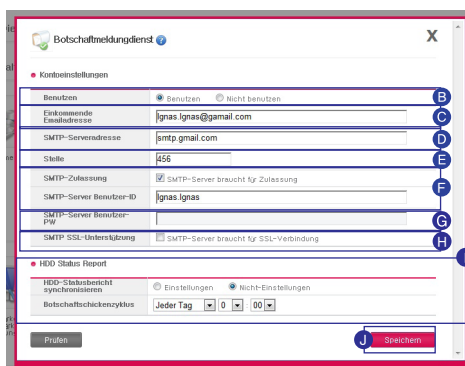 Botschaftmeldungdienst
X
Kontoeinstellungen
Benutzen Benutzen Nicht benutzen B
Einkommende Emailadresse lgnas.lgnas@gamail.com C
SMTP-Serveradresse smtp.gmail.com D
Stelle 456 E
SMTP-Zulassung SMTP-Server braucht für Zulassung
F
SMTP-Server Benutzer-ID lgnas.lgnas
SMTP-Server Benutzer-PW G
SMTP SSL-Unterstützung SMTP-Server braucht für SSL-Verbindung H
HDD Status Report
HDD-Statusbericht synchronisieren Einstellungen Nicht-Einstellungen
Botschaftschickenzyklus Jeder Tag 0 : 00
Prüfen J Speichern